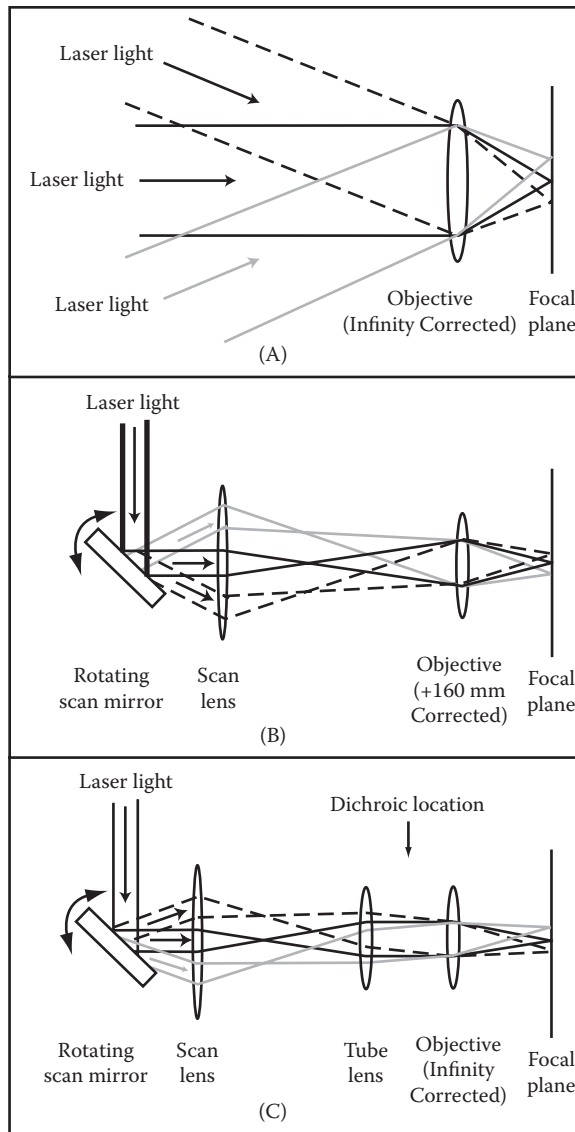 Laser light
Laser light
Laser light
Objective
(Infinity Corrected)
Focal
plane
(A)
Laser light
Rotating
scan mirror
Scan
lens
Objective
(+160 mm
Corrected)
Focal
plane
(B)
Laser light
Dichroic location
Rotating
scan mirror
Scan
lens
Tube
lens
Objective
(Infinity
Corrected)
Focal
plane
(C)